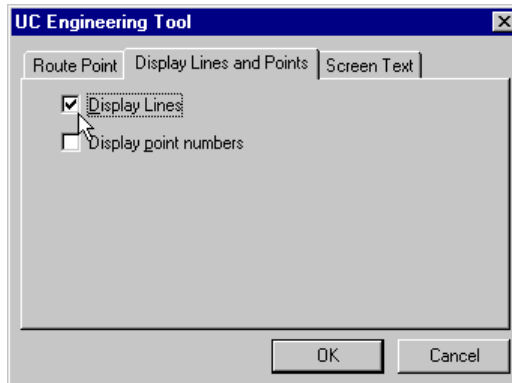 UC Engineering Tool
Route Point Display Lines and Points Screen Text
Display Lines
Display point numbers
OK Cancel